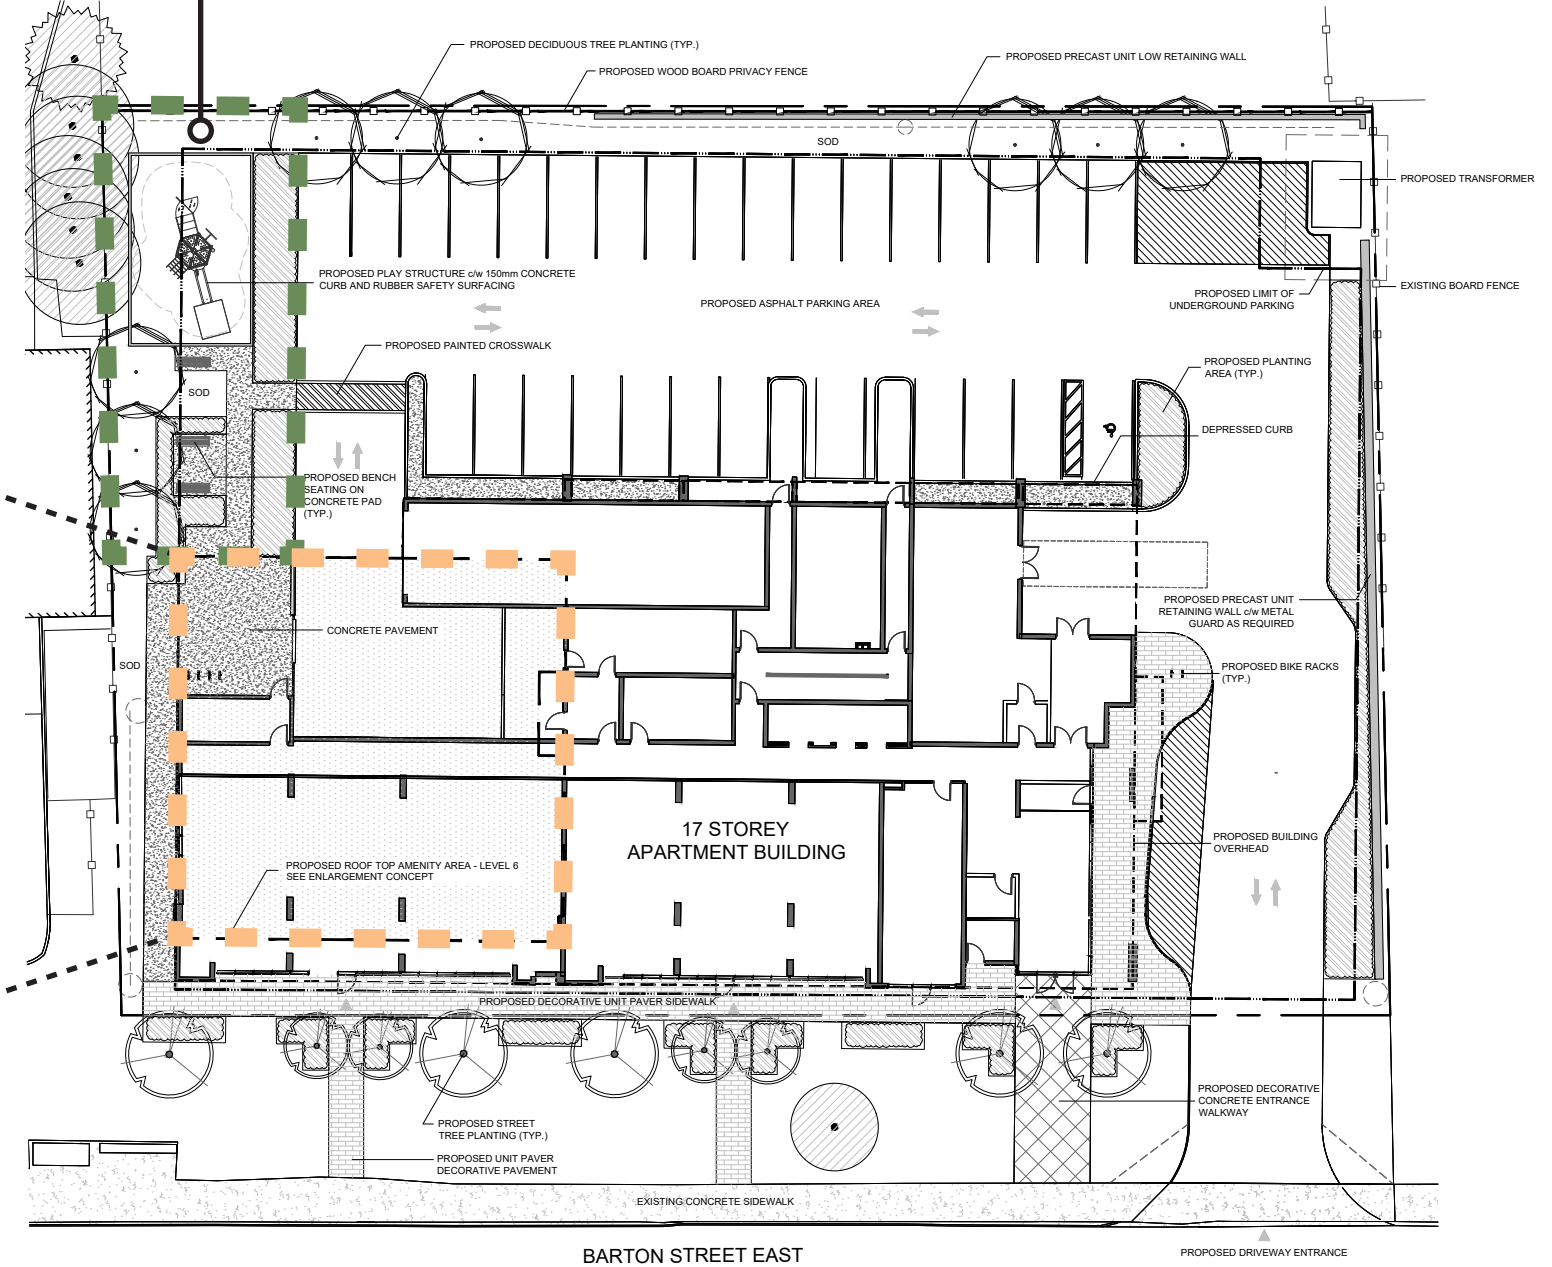 PROPOSED DECIDUOUS TREE PLANTING (TYP.)
PROPOSED WOOD BOARD PRIVACY FENCE
PROPOSED PRECAST UNIT LOW RETAINING WALL
SOD
PROPOSED TRANSFORMER
PROPOSED PLAY STRUCTURE c/w 150mm CONCRETE
CURB AND RUBBER SAFETY SURFACING
PROPOSED ASPHALT PARKING AREA
PROPOSED LIMIT OF
UNDERGROUND PARKING
EXISTING BOARD FENCE
PROPOSED PAINTED CROSSWALK
PROPOSED PLANTING
AREA (TYP.)
SOD
DEPRESSED CURB
PROPOSED BENCH
SEATING ON
CONCRETE PAD
(TYP.)
PROPOSED PRECAST UNIT
RETAINING WALL c/w METAL
GUARD AS REQUIRED
CONCRETE PAVEMENT
SOD
PROPOSED BIKE RACKS
(TYP.)
17 STOREY
APARTMENT BUILDING
PROPOSED BUILDING
OVERHEAD
PROPOSED ROOF TOP AMENITY AREA - LEVEL 6
SEE ENLARGEMENT CONCEPT
PROPOSED DECORATIVE UNIT PAVER SIDEWALK
PROPOSED DECORATIVE
CONCRETE ENTRANCE
WALKWAY
PROPOSED STREET
TREE PLANTING (TYP.)
PROPOSED UNIT PAVER
DECORATIVE PAVEMENT
EXISTING CONCRETE SIDEWALK
BARTON STREET EAST
PROPOSED DRIVEWAY ENTRANCE